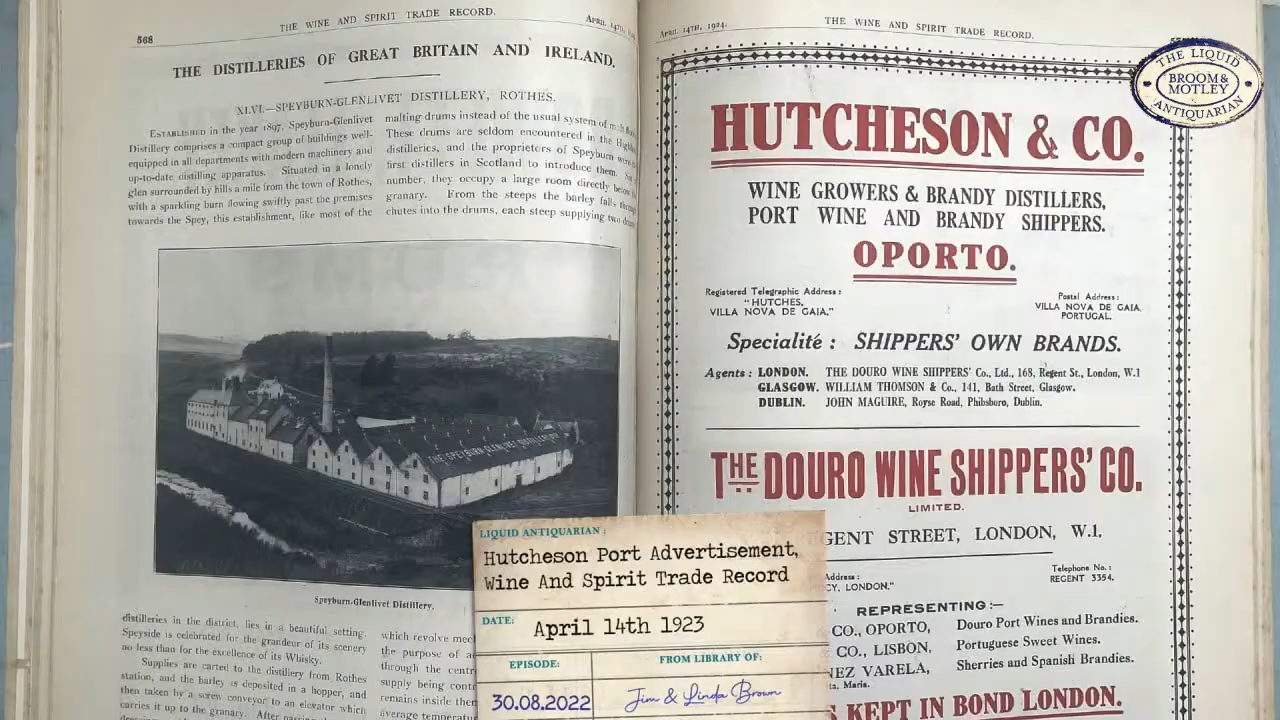 568
THE WINE AND SPIRIT TRADE RECORD.
THE DISTILLERIES OF GREAT BRITAIN AND IRELAND.
XLVI.—SPEYBURN-GLENLIVET DISTILLERY, ROTHES.
ESTABLISHED in the year 1897, Speyburn-Glenlivet
Distillery comprises a compact group of buildings well-
equipped in all departments with modern machinery and
up-to-date distilling apparatus. Situated in a lonely
glen surrounded by hills a mile from the town of Rothes,
with a sparkling burn flowing swiftly past the premises
towards the Spey, this establishment, like most of the
malting-drums instead of the usual system of
These drums are seldom encountered in the
distilleries, and the proprietors of Speyburn were
first distillers in Scotland to introduce them.
number, they occupy a large room directly below
granary. From the steeps the barley falls, through
chutes into the drums, each steep supplying two
THE SPEYBURN-GLENLIVET DISTILLERY
Speyburn-Glenlivet Distillery.
distilleries in the district, lies in a beautiful setting.
Speyside is celebrated for the grandeur of its scenery
no less than for the excellence of its Whisky.
Supplies are carted to the distillery from Rothes
station, and the barley is deposited in a hopper, and
then taken by a screw conveyor to an elevator which
carries it up to the granary. After
which revolve
the purpose of
through the
supply being
remains inside
average
APRIL 14TH, 1924.
THE WINE AND SPIRIT TRADE RECORD.
THE LIQUID
BROOM &
MOTLEY
ANTIQUARIAN
HUTCHESON & CO.
WINE GROWERS & BRANDY DISTILLERS,
PORT WINE AND BRANDY SHIPPERS.
OPORTO.
Registered Telegraphic Address:
"HUTCHES,
VILLA NOVA DE GAIA."
Postal Address:
VILLA NOVA DE GAIA.
PORTUGAL.
Specialité: SHIPPERS' OWN BRANDS.
Agents: LONDON. THE DOURO WINE SHIPPERS' Co., Ltd., 168, Regent St., London, W.1
GLASGOW. WILLIAM THOMSON & Co., 141, Bath Street, Glasgow.
DUBLIN. JOHN MAGUIRE, Royse Road, Phibsboro, Dublin.
THE DOURO WINE SHIPPERS' CO.
LIMITED.
GENT STREET, LONDON, W.1.
Address:
CY, LONDON."
Telephone No.:
REGENT 3354.
REPRESENTING:—
CO., OPORTO, Douro Port Wines and Brandies.
CO., LISBON. Portuguese Sweet Wines.
NEZ VARELA, Sherries and Spanish Brandies.
ta. Maria.
KEPT IN BOND LONDON.
LIQUID ANTIQUARIAN:
Hutcheson Port Advertisement,
Wine And Spirit Trade Record
DATE: April 14th 1923
EPISODE: FROM LIBRARY OF:
30.08.2022 Jim & Linda Brown